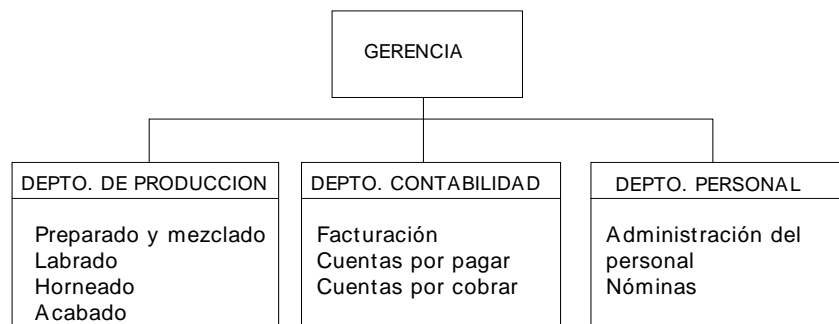 GERENCIA
DEPTO. DE PRODUCCION
Preparado y mezclado
Labrado
Horneado
Acabado
DEPTO. CONTABILIDAD
Facturación
Cuentas por pagar
Cuentas por cobrar
DEPTO. PERSONAL
Administración del
personal
Nóminas